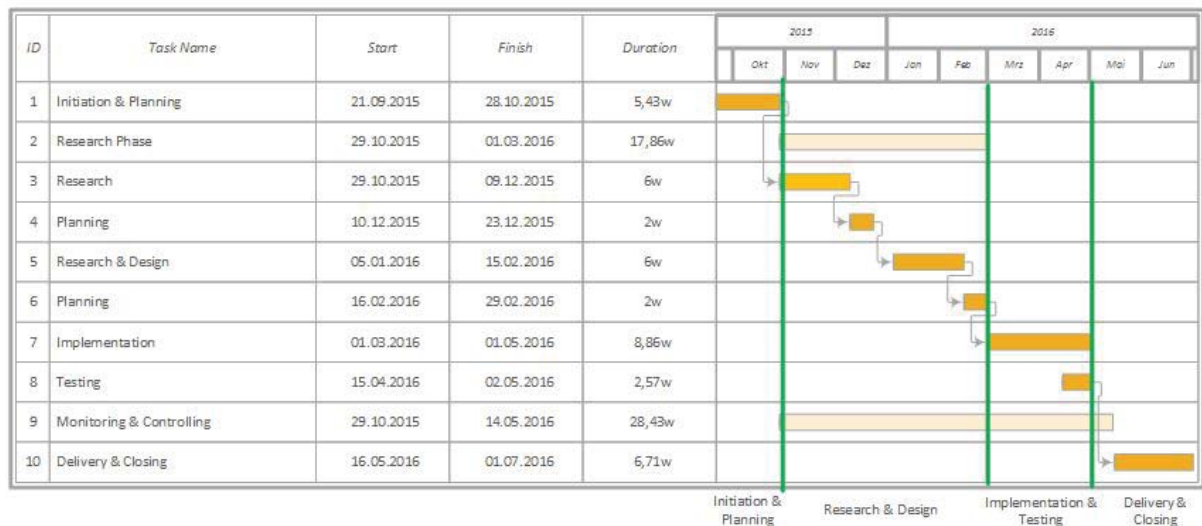 ID Task Name Start Finish Duration 2015 2016
Okt Nov Dez Jan Feb Mrz Apr Mai Jun
1 Initiation & Planning 21.09.2015 28.10.2015 5,43w
2 Research Phase 29.10.2015 01.03.2016 17,86w
3 Research 29.10.2015 09.12.2015 6w
4 Planning 10.12.2015 23.12.2015 2w
5 Research & Design 05.01.2016 15.02.2016 6w
6 Planning 16.02.2016 29.02.2016 2w
7 Implementation 01.03.2016 01.05.2016 8,86w
8 Testing 15.04.2016 02.05.2016 2,57w
9 Monitoring & Controlling 29.10.2015 14.05.2016 28,43w
10 Delivery & Closing 16.05.2016 01.07.2016 6,71w
Initiation &
Planning
Research & Design
Implementation &
Testing
Delivery &
Closing